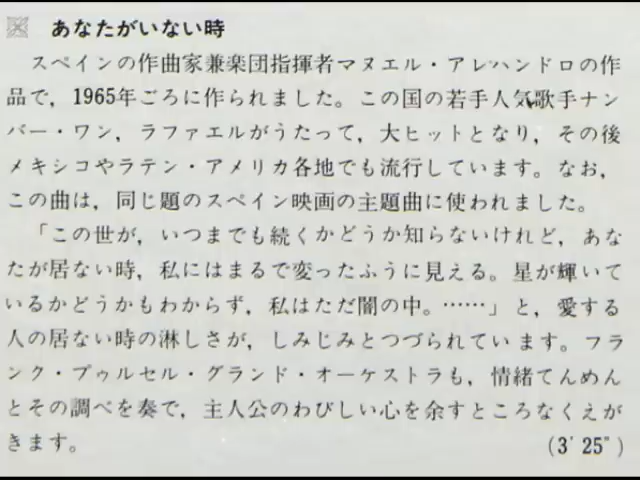 あなたがいない時
スペインの作曲家兼楽団指揮者マヌエル・アレハンドロの作
品で，1965年ごろに作られました。この国の若手人気歌手ナン
バー・ワン，ラファエルがうたって，大ヒットとなり，その後
メキシコやラテン・アメリカ各地でも流行しています。なお，
この曲は，同じ題のスペイン映画の主題曲に使われました。
「この世が，いつまでも続くかどうか知らないけれど，あな
たが居ない時，私にはまるで変ったふうに見える。星が輝いて
いるかどうかもわからず，私はただ闇の中。……」と，愛する
人の居ない時の淋しさが，しみじみとつづられています。フラ
ンク・プゥルセル・グランド・オーケストラも，情緒てんめん
とその調べを奏で，主人公のわびしい心を余すところなくえが
きます。 (3′25″)